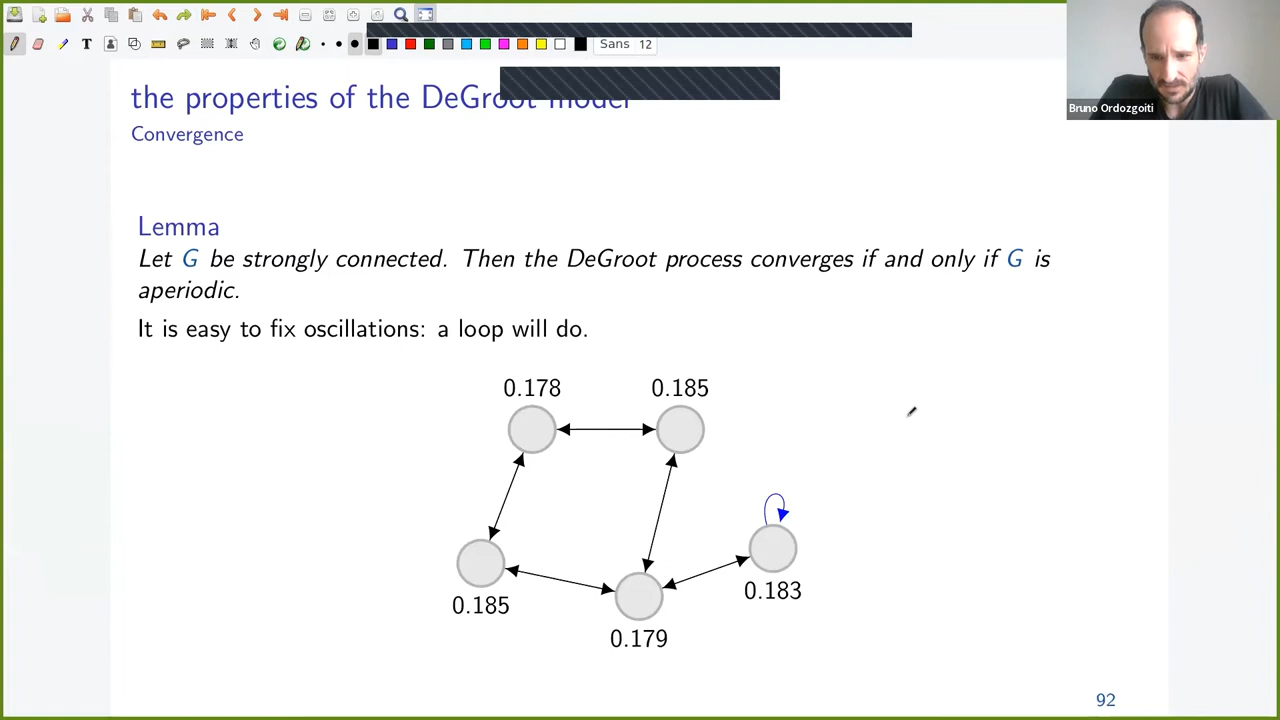 T
Sans 12
the properties of the DeGroot model
Convergence
Bruno Ordozgoiti
Lemma
Let G be strongly connected. Then the DeGroot process converges if and only if G is
aperiodic.
It is easy to fix oscillations: a loop will do.
0.178 0.185
0.185
0.183
0.179
92